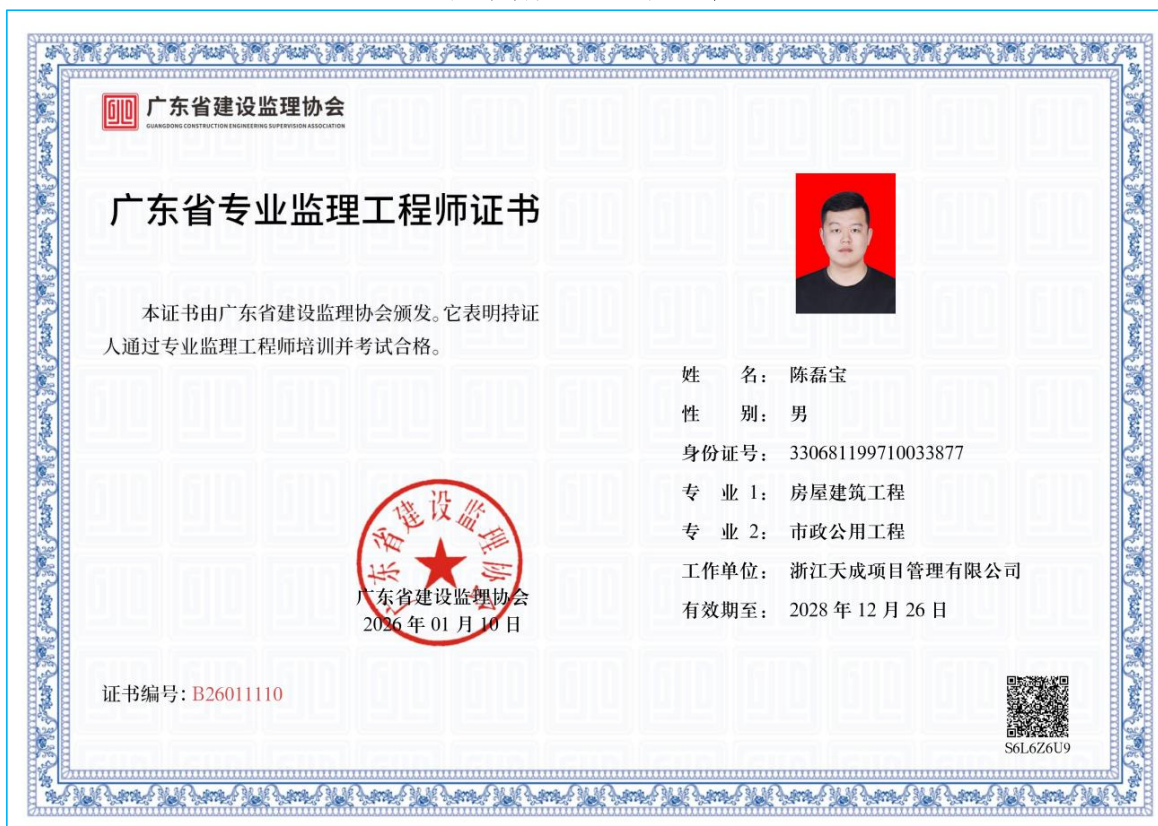 广东省建设监理协会
GUANGDONG CONSTRUCTION ENGINEERING SUPERVISION ASSOCIATION
广东省专业监理工程师证书
本证书由广东省建设监理协会颁发。它表明持证
人通过专业监理工程师培训并考试合格。
姓 名: 陈磊宝
性 别: 男
身份证号: 330681199710033877
专 业 1: 房屋建筑工程
专 业 2: 市政公用工程
工作单位: 浙江天成项目管理有限公司
有效期至: 2028 年 12 月 26 日
广东省建设监理协会
广东省建设监理协会
2026 年 01 月 10 日
证书编号: B26011110
S6L6Z6U9